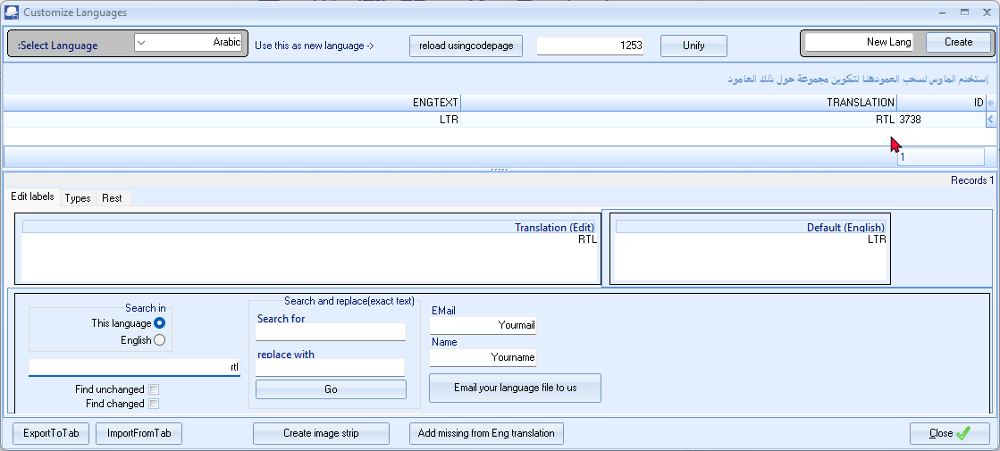 Customize Languages
:Select Language
Arabic
Use this as new language ->
reload usingcodepage
1253
Unify
New Lang
Create
إستخدم الماوس لسحب العمودهنا لتكوين مجموعة حول ذلك العامود
ENGTEXT
TRANSLATION
ID
LTR
RTL
3738
1
Records 1
Edit labels
Types
Rest
Translation (Edit)
RTL
Default (English)
LTR
Search in
This language
English
rtl
Find unchanged
Find changed
Search and replace(exact text)
Search for
replace with
Go
EMail
Yourmail
Name
Yourname
Email your language file to us
ExportToTab
ImportFromTab
Create image strip
Add missing from Eng translation
Close